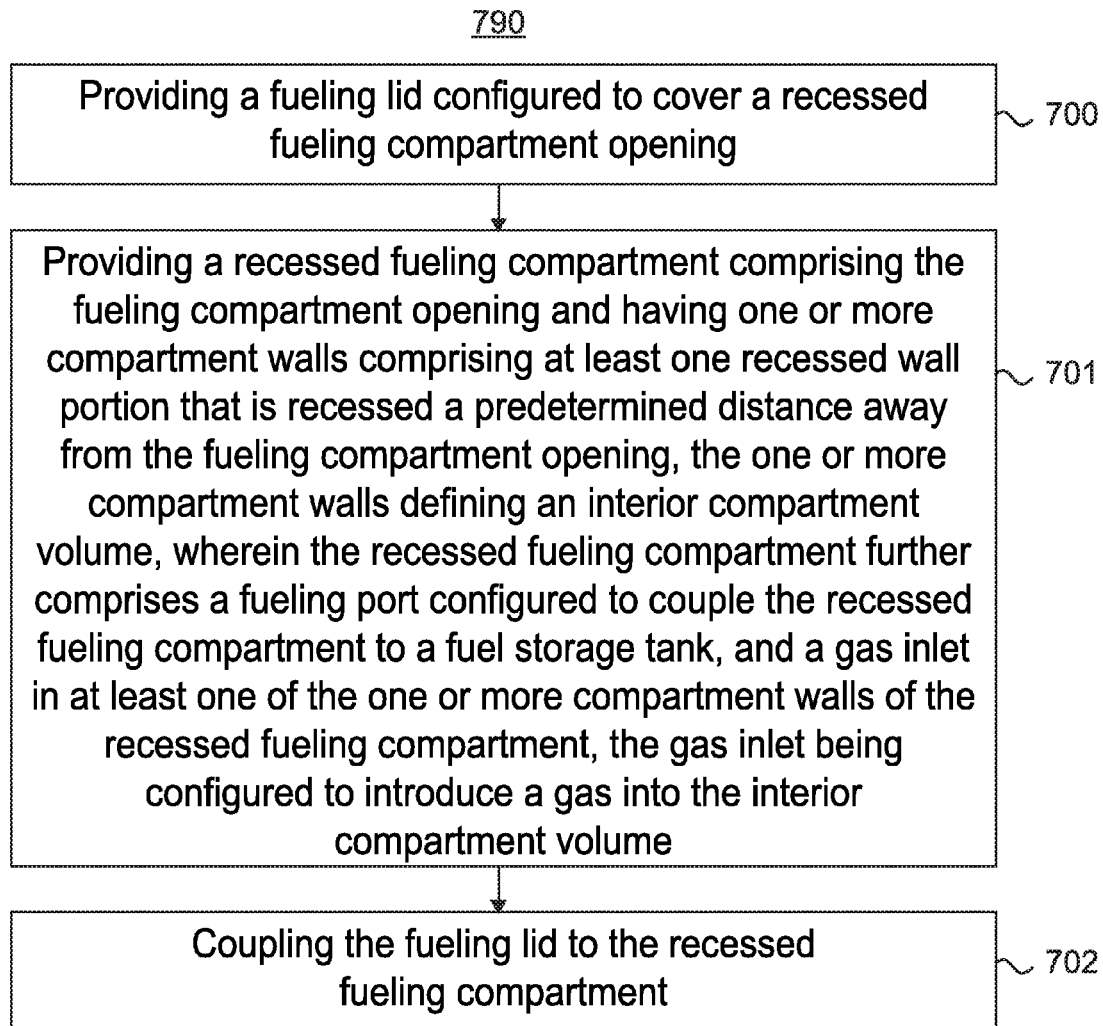 790
Providing a fueling lid configured to cover a recessed
fueling compartment opening
700
Providing a recessed fueling compartment comprising the
fueling compartment opening and having one or more
compartment walls comprising at least one recessed wall
portion that is recessed a predetermined distance away
from the fueling compartment opening, the one or more
compartment walls defining an interior compartment
volume, wherein the recessed fueling compartment further
comprises a fueling port configured to couple the recessed
fueling compartment to a fuel storage tank, and a gas inlet
in at least one of the one or more compartment walls of the
recessed fueling compartment, the gas inlet being
configured to introduce a gas into the interior
compartment volume
701
Coupling the fueling lid to the recessed
fueling compartment
702